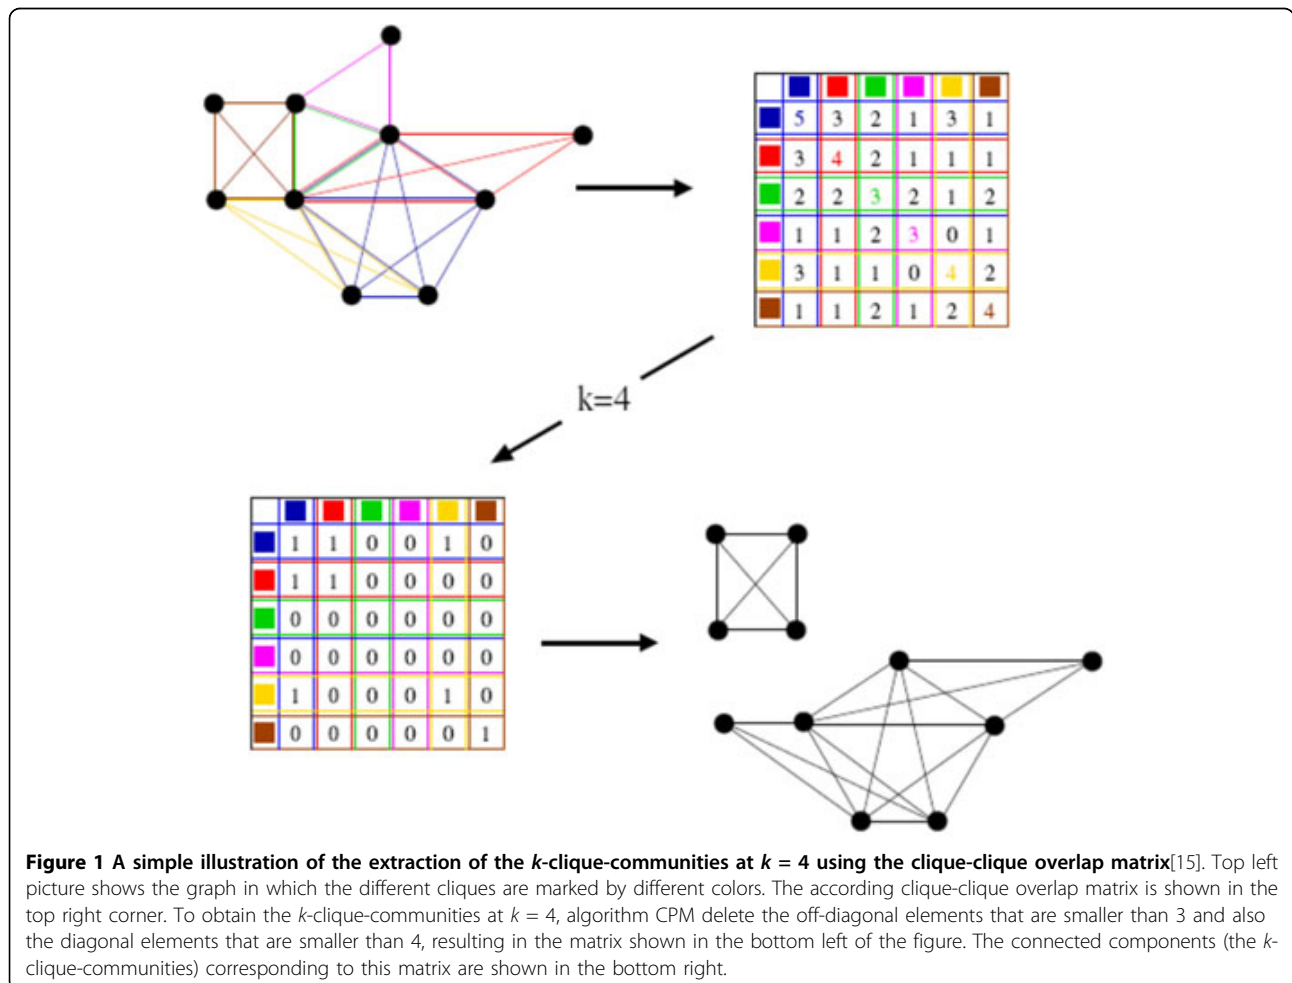 5 3 2 1 3 1
3 4 2 1 1 1
2 2 3 2 1 2
1 1 2 3 0 1
3 1 1 0 4 2
1 1 2 1 2 4
k=4
1 1 0 0 1 0
1 1 0 0 0 0
0 0 0 0 0 0
0 0 0 0 0 0
1 0 0 0 1 0
0 0 0 0 0 1
Figure 1 A simple illustration of the extraction of the k-clique-communities at k = 4 using the clique-clique overlap matrix[15]. Top left
picture shows the graph in which the different cliques are marked by different colors. The according clique-clique overlap matrix is shown in the
top right corner. To obtain the k-clique-communities at k = 4, algorithm CPM delete the off-diagonal elements that are smaller than 3 and also
the diagonal elements that are smaller than 4, resulting in the matrix shown in the bottom left of the figure. The connected components (the k-
clique-communities) corresponding to this matrix are shown in the bottom right.